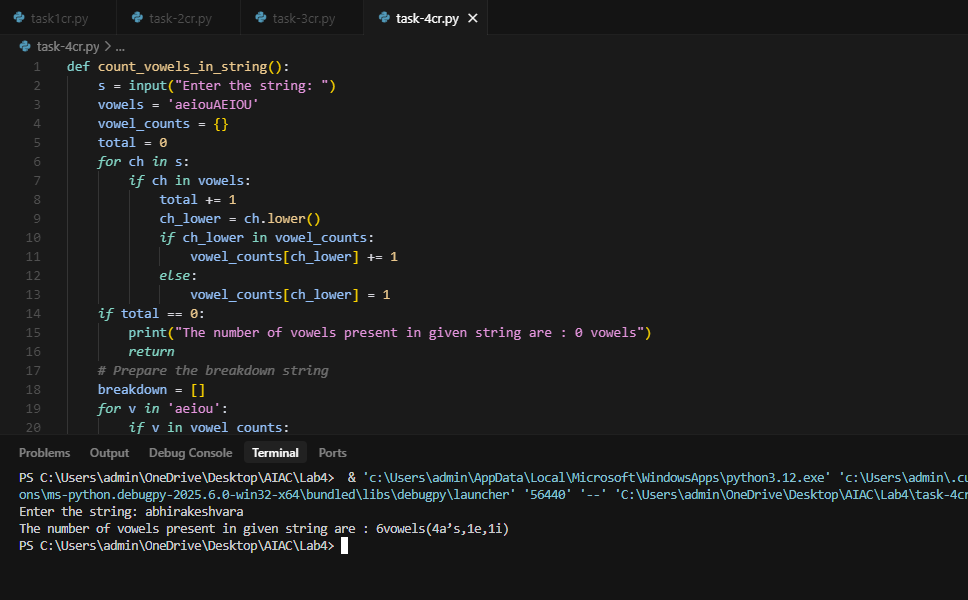 task1cr.py task-2cr.py task-3cr.py task-4cr.py ✕
task-4cr.py > ...
1 def count_vowels_in_string():
2     s = input("Enter the string: ")
3     vowels = 'aeiouAEIOU'
4     vowel_counts = {}
5     total = 0
6     for ch in s:
7         if ch in vowels:
8             total += 1
9             ch_lower = ch.lower()
10             if ch_lower in vowel_counts:
11                 vowel_counts[ch_lower] += 1
12             else:
13                 vowel_counts[ch_lower] = 1
14     if total == 0:
15         print("The number of vowels present in given string are : 0 vowels")
16         return
17     # Prepare the breakdown string
18     breakdown = []
19     for v in 'aeiou':
20         if v in vowel_counts:
Problems Output Debug Console Terminal Ports
PS C:\Users\admin\OneDrive\Desktop\AIAC\Lab4>  & 'c:\Users\admin\AppData\Local\Microsoft\WindowsApps\python3.12.exe' 'c:\Users\admin\.cu
ons\ms-python.debugpy-2025.6.0-win32-x64\bundled\libs\debugpy\launcher' '56440' '--' 'C:\Users\admin\OneDrive\Desktop\AIAC\Lab4\task-4cr
Enter the string: abhirakeshvara
The number of vowels present in given string are : 6vowels(4a’s,1e,1i)
PS C:\Users\admin\OneDrive\Desktop\AIAC\Lab4>